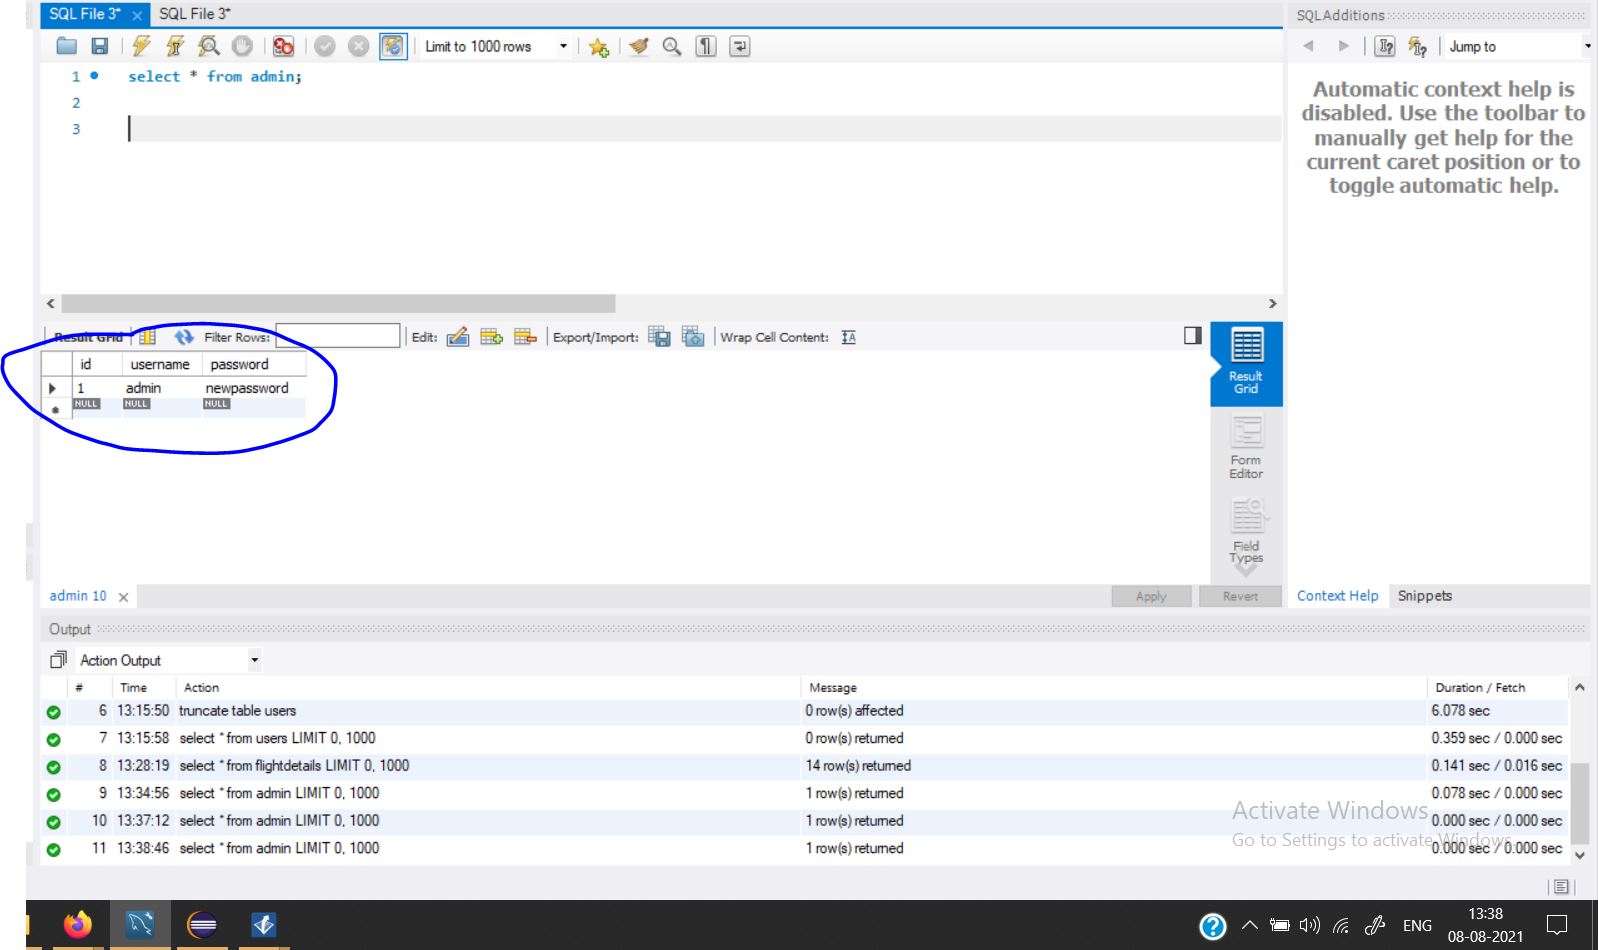 SQL File 3* × SQL File 3* SQLAdditions
Limit to 1000 rows Jump to
1 select * from admin;
2
3
Automatic context help is
disabled. Use the toolbar to
manually get help for the
current caret position or to
toggle automatic help.
Result Grid Filter Rows: Edit: Export/Import: Wrap Cell Content:
id username password
1 admin newpassword
NULL NULL NULL
Result
Grid
Form
Editor
Field
Types
admin 10 × Apply Revert Context Help Snippets
Output
Action Output
# Time Action Message Duration / Fetch
6 13:15:50 truncate table users 0 row(s) affected 6.078 sec
7 13:15:58 select * from users LIMIT 0, 1000 0 row(s) returned 0.359 sec / 0.000 sec
8 13:28:19 select * from flightdetails LIMIT 0, 1000 14 row(s) returned 0.141 sec / 0.016 sec
9 13:34:56 select * from admin LIMIT 0, 1000 1 row(s) returned 0.078 sec / 0.000 sec
Activate Windows
10 13:37:12 select * from admin LIMIT 0, 1000 1 row(s) returned 0.000 sec / 0.000 sec
Go to Settings to activate Windows.
11 13:38:46 select * from admin LIMIT 0, 1000 1 row(s) returned 0.000 sec / 0.000 sec
ENG 13:38
08-08-2021